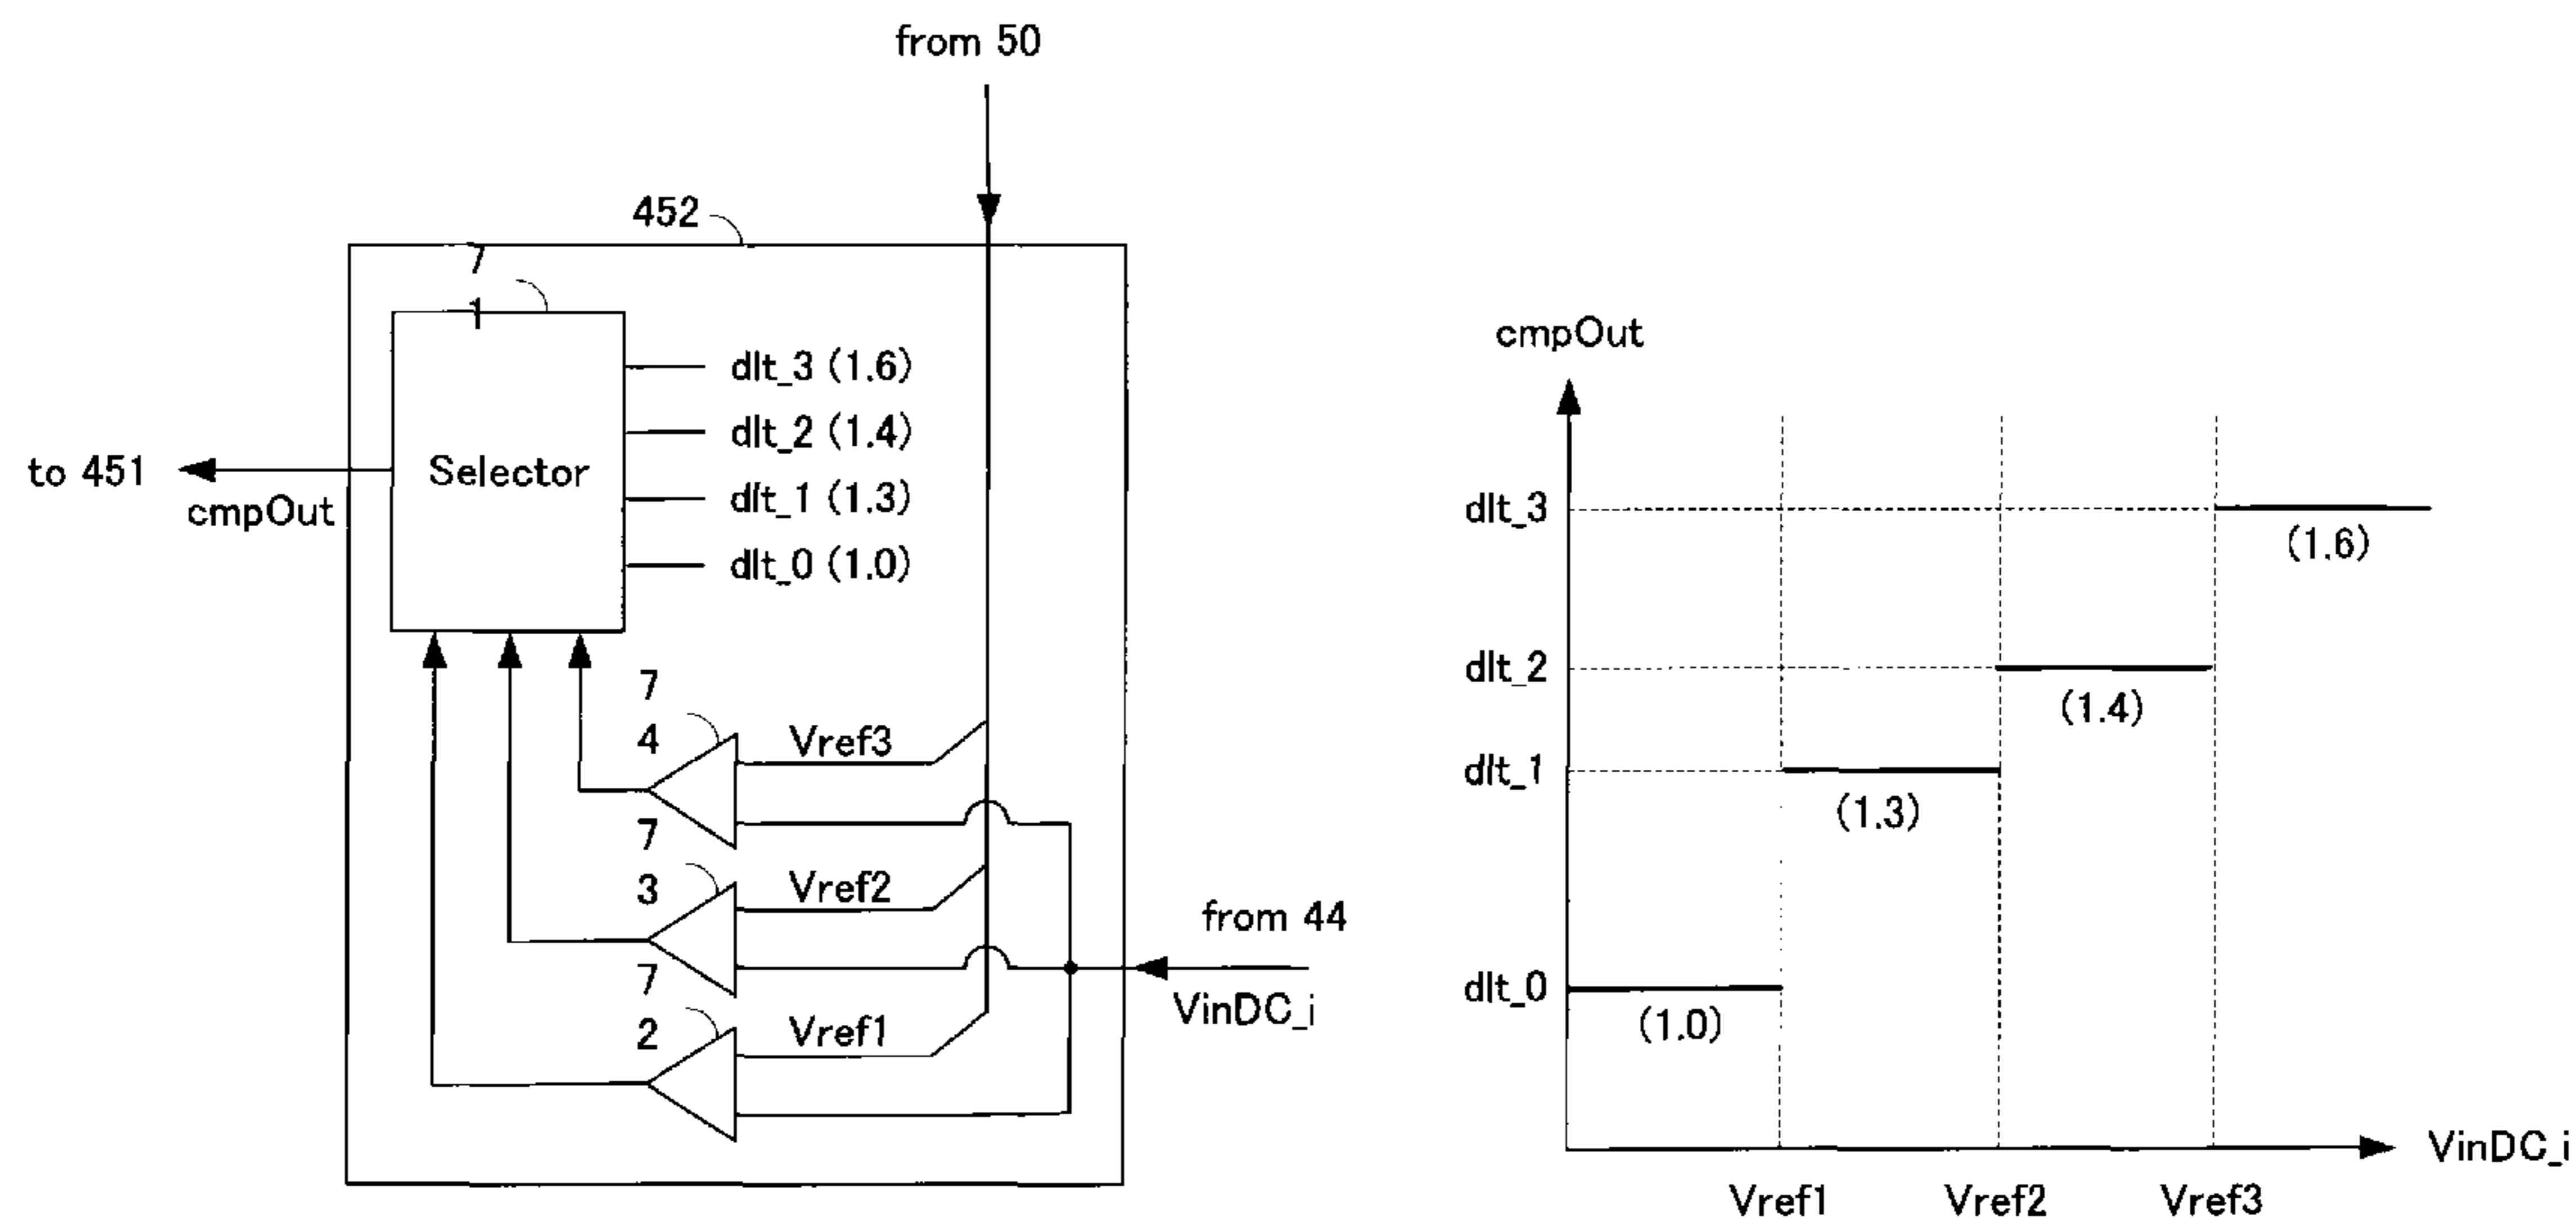 from 50
452
7
1
dlt_3 (1.6)
dlt_2 (1.4)
dlt_1 (1.3)
dlt_0 (1.0)
Selector
to 451
cmpOut
7
4
Vref3
7
3
Vref2
7
2
Vref1
from 44
VinDC_i
cmpOut
dlt_3
(1.6)
dlt_2
(1.4)
dlt_1
(1.3)
dlt_0
(1.0)
VinDC_i
Vref1 Vref2 Vref3